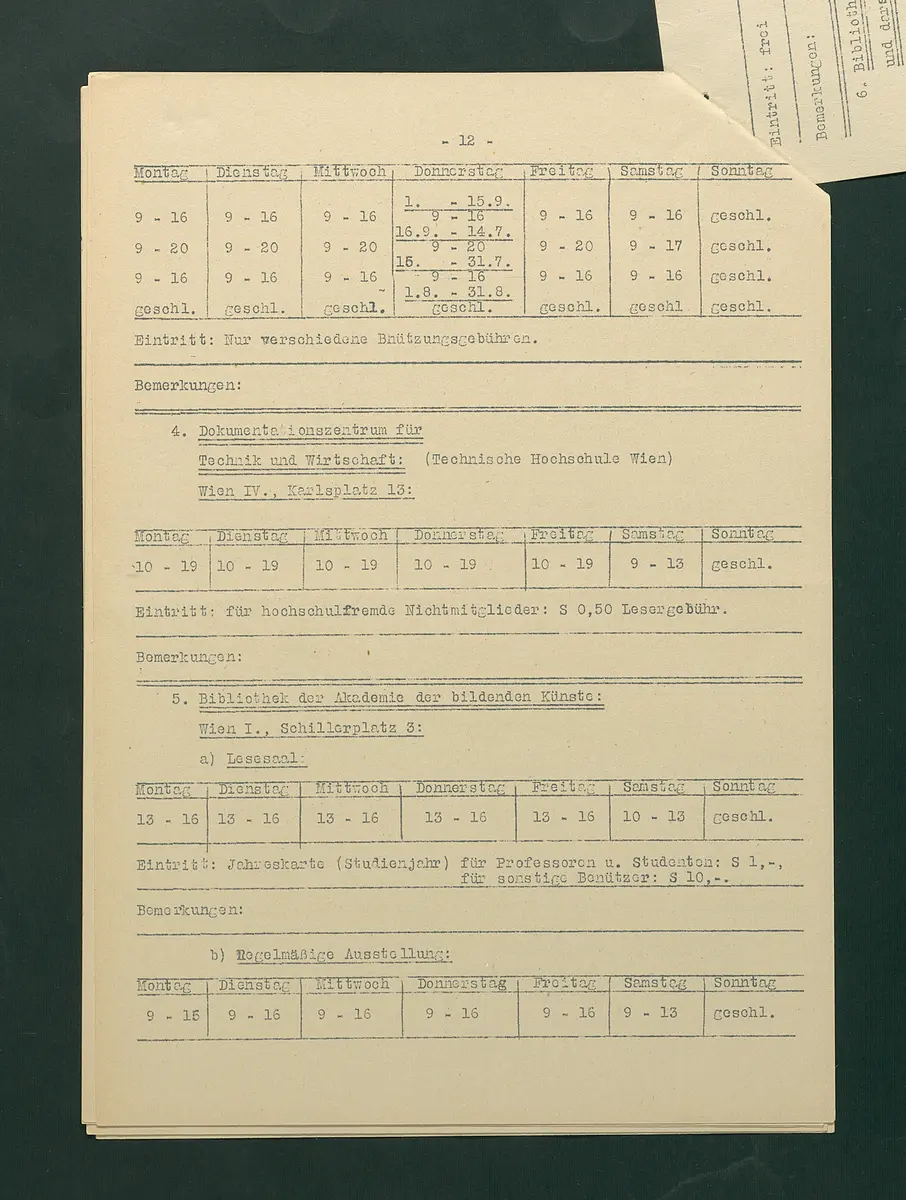 Eintritt: frei
Bemerkungen:
6. Biblioth
und dars
- 12 -
Montag Dienstag Mittwoch Donnerstag Freitag Samstag Sonntag
1. - 15.9.
9 - 16 9 - 16 9 - 16 9 - 16 9 - 16 9 - 16 geschl.
16.9. - 14.7.
9 - 20 9 - 20 9 - 20 9 - 20 9 - 20 9 - 17 geschl.
15. - 31.7.
9 - 16 9 - 16 9 - 16 9 - 16 9 - 16 9 - 16 geschl.
1.8. - 31.8.
geschl. geschl. geschl. geschl. geschl. geschl geschl.
Eintritt: Nur verschiedene Bnützungsgebühren.
Bemerkungen:
4. Dokumentationszentrum für
Technik und Wirtschaft: (Technische Hochschule Wien)
Wien IV., Karlsplatz 13:
Montag Dienstag Mittwoch Donnerstag Freitag Samstag Sonntag
10 - 19 10 - 19 10 - 19 10 - 19 10 - 19 9 - 13 geschl.
Eintritt: für hochschulfremde Nichtmitglieder: S 0,50 Lesergebühr.
Bemerkungen:
5. Bibliothek der Akademie der bildenden Künste:
Wien I., Schillerplatz 3:
a) Lesesaal:
Montag Dienstag Mittwoch Donnerstag Freitag Samstag Sonntag
13 - 16 13 - 16 13 - 16 13 - 16 13 - 16 10 - 13 geschl.
Eintritt: Jahreskarte (Studienjahr) für Professoren u. Studenten: S 1,-,
für sonstige Benützer: S 10,-.
Bemerkungen:
b) Regelmäßige Ausstellung:
Montag Dienstag Mittwoch Donnerstag Freitag Samstag Sonntag
9 - 15 9 - 16 9 - 16 9 - 16 9 - 16 9 - 13 geschl.